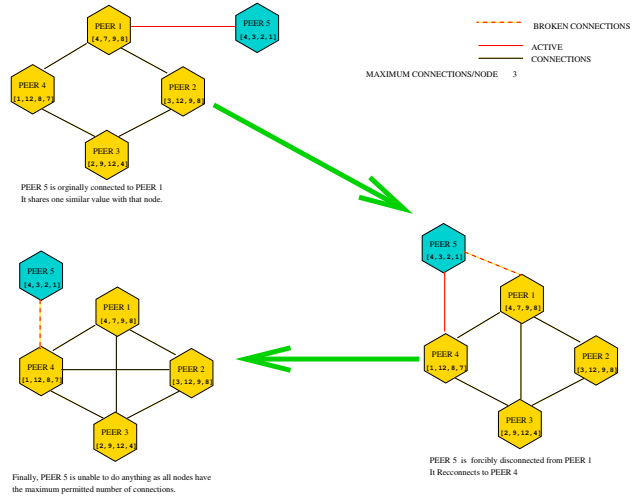 PEER 1
[4,7,9,8]
PEER 5
[4,3,2,1]
PEER 4
[1,12,8,7]
PEER 2
[3,12,9,8]
PEER 3
[2,9,12,4]
BROKEN CONNECTIONS
ACTIVE
CONNECTIONS
MAXIMUM CONNECTIONS/NODE 3
PEER 5 is orginally connected to PEER 1
It shares one similar value with that node.
PEER 5
[4,3,2,1]
PEER 1
[4,7,9,8]
PEER 4
[1,12,8,7]
PEER 2
[3,12,9,8]
PEER 3
[2,9,12,4]
PEER 5 is forcibly disconnected from PEER 1
It Recconnects to PEER 4
PEER 5
[4,3,2,1]
PEER 1
[4,7,9,8]
PEER 4
[1,12,8,7]
PEER 2
[3,12,9,8]
PEER 3
[2,9,12,4]
Finally, PEER 5 is unable to do anything as all nodes have
the maximum permitted number of connections.